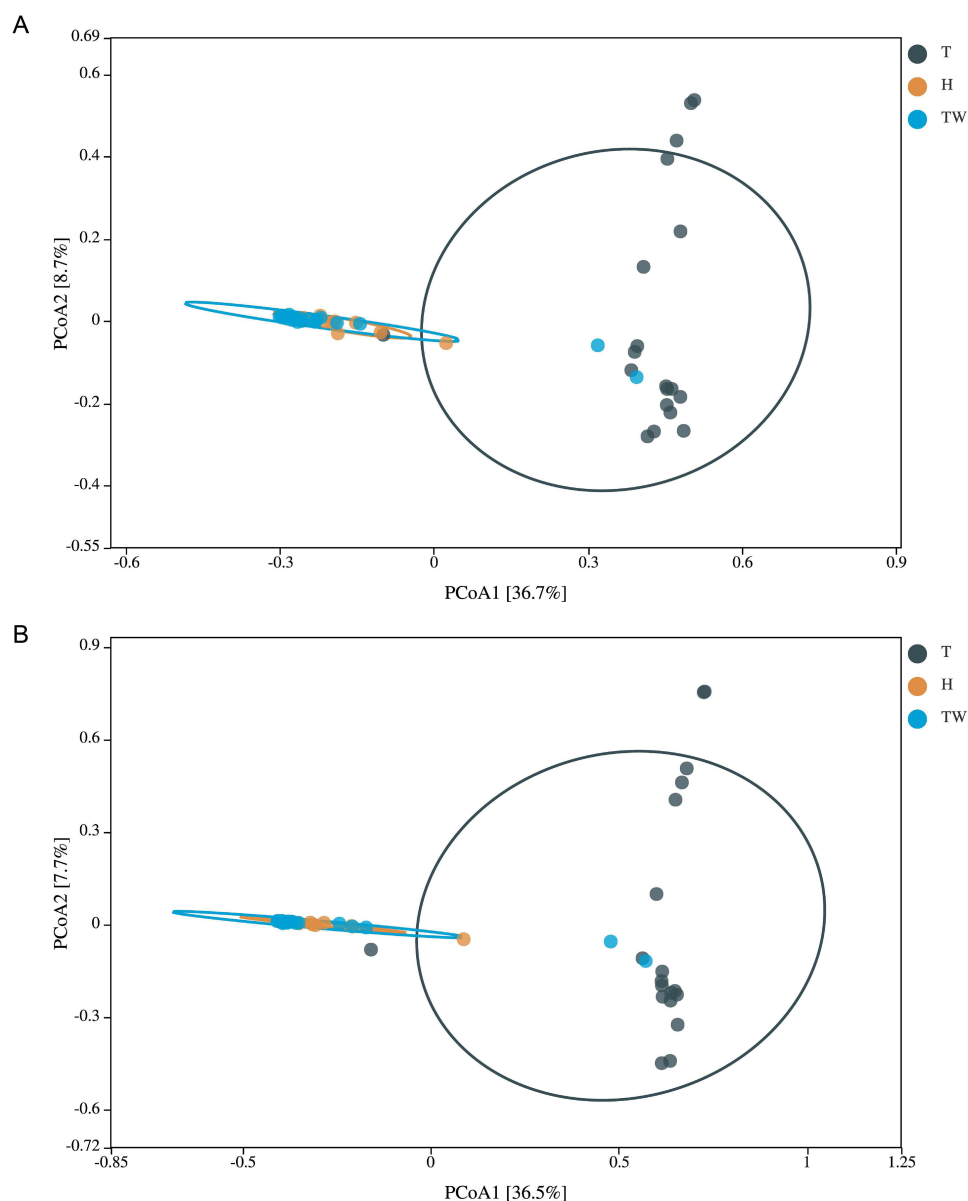 A
0.69
0.6
0.4
0.2
0
-0.2
-0.4
-0.55
PCoA2 [8.7%]
-0.6 -0.3 0 0.3 0.6 0.9
PCoA1 [36.7%]
T
H
TW
B
0.9
0.6
0.3
0
-0.3
-0.6
-0.72
PCoA2 [7.7%]
-0.85 -0.5 0 0.5 1 1.25
PCoA1 [36.5%]
T
H
TW